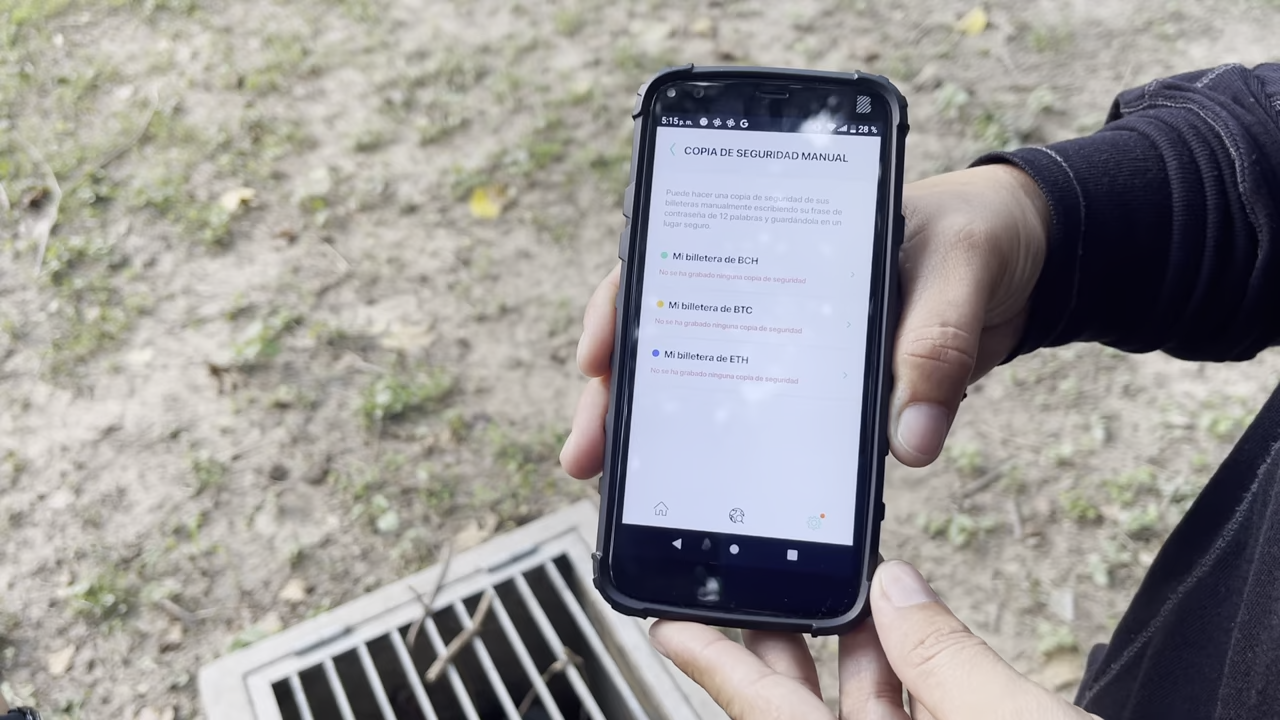 5:15 p. m.
G
28 %
COPIA DE SEGURIDAD MANUAL
Puede hacer una copia de seguridad de sus
billeteras manualmente escribiendo su frase de
contraseña de 12 palabras y guardándola en un
lugar seguro.
Mi billetera de BCH
No se ha grabado ninguna copia de seguridad
Mi billetera de BTC
No se ha grabado ninguna copia de seguridad
Mi billetera de ETH
No se ha grabado ninguna copia de seguridad